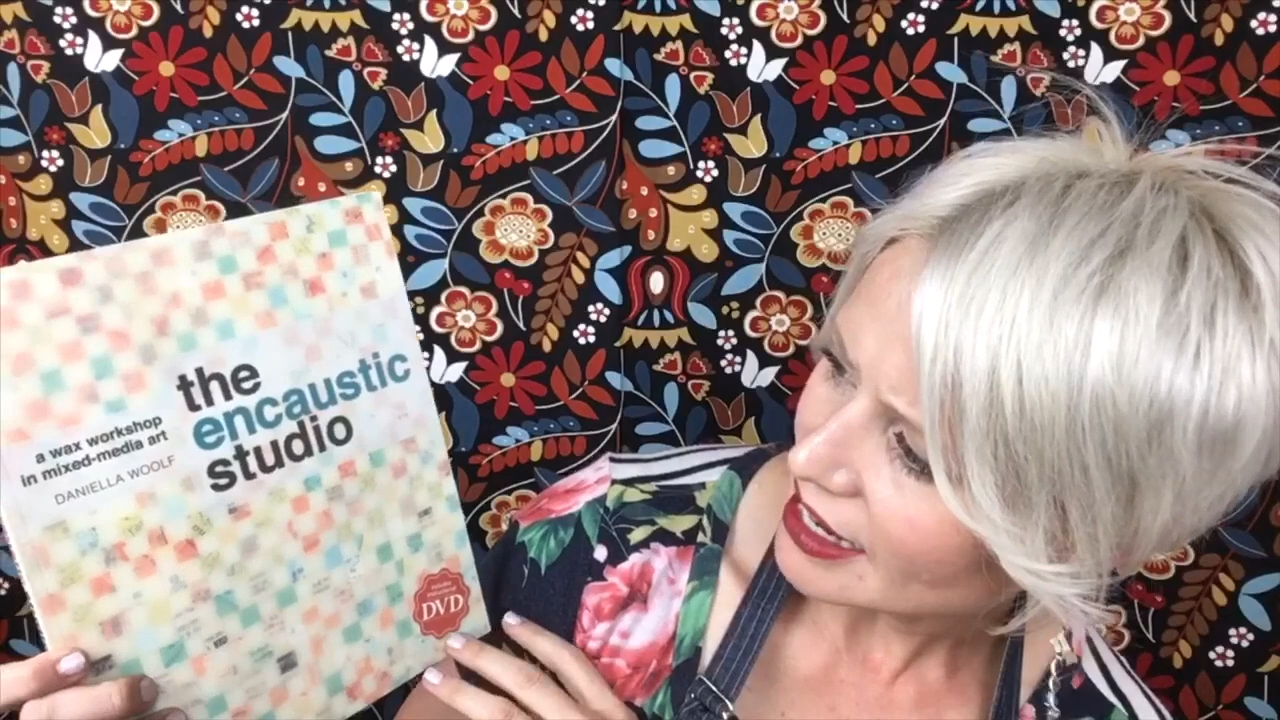 the
encaustic
studio
a wax workshop
in mixed-media art
DANIELLA WOOLF
DVD